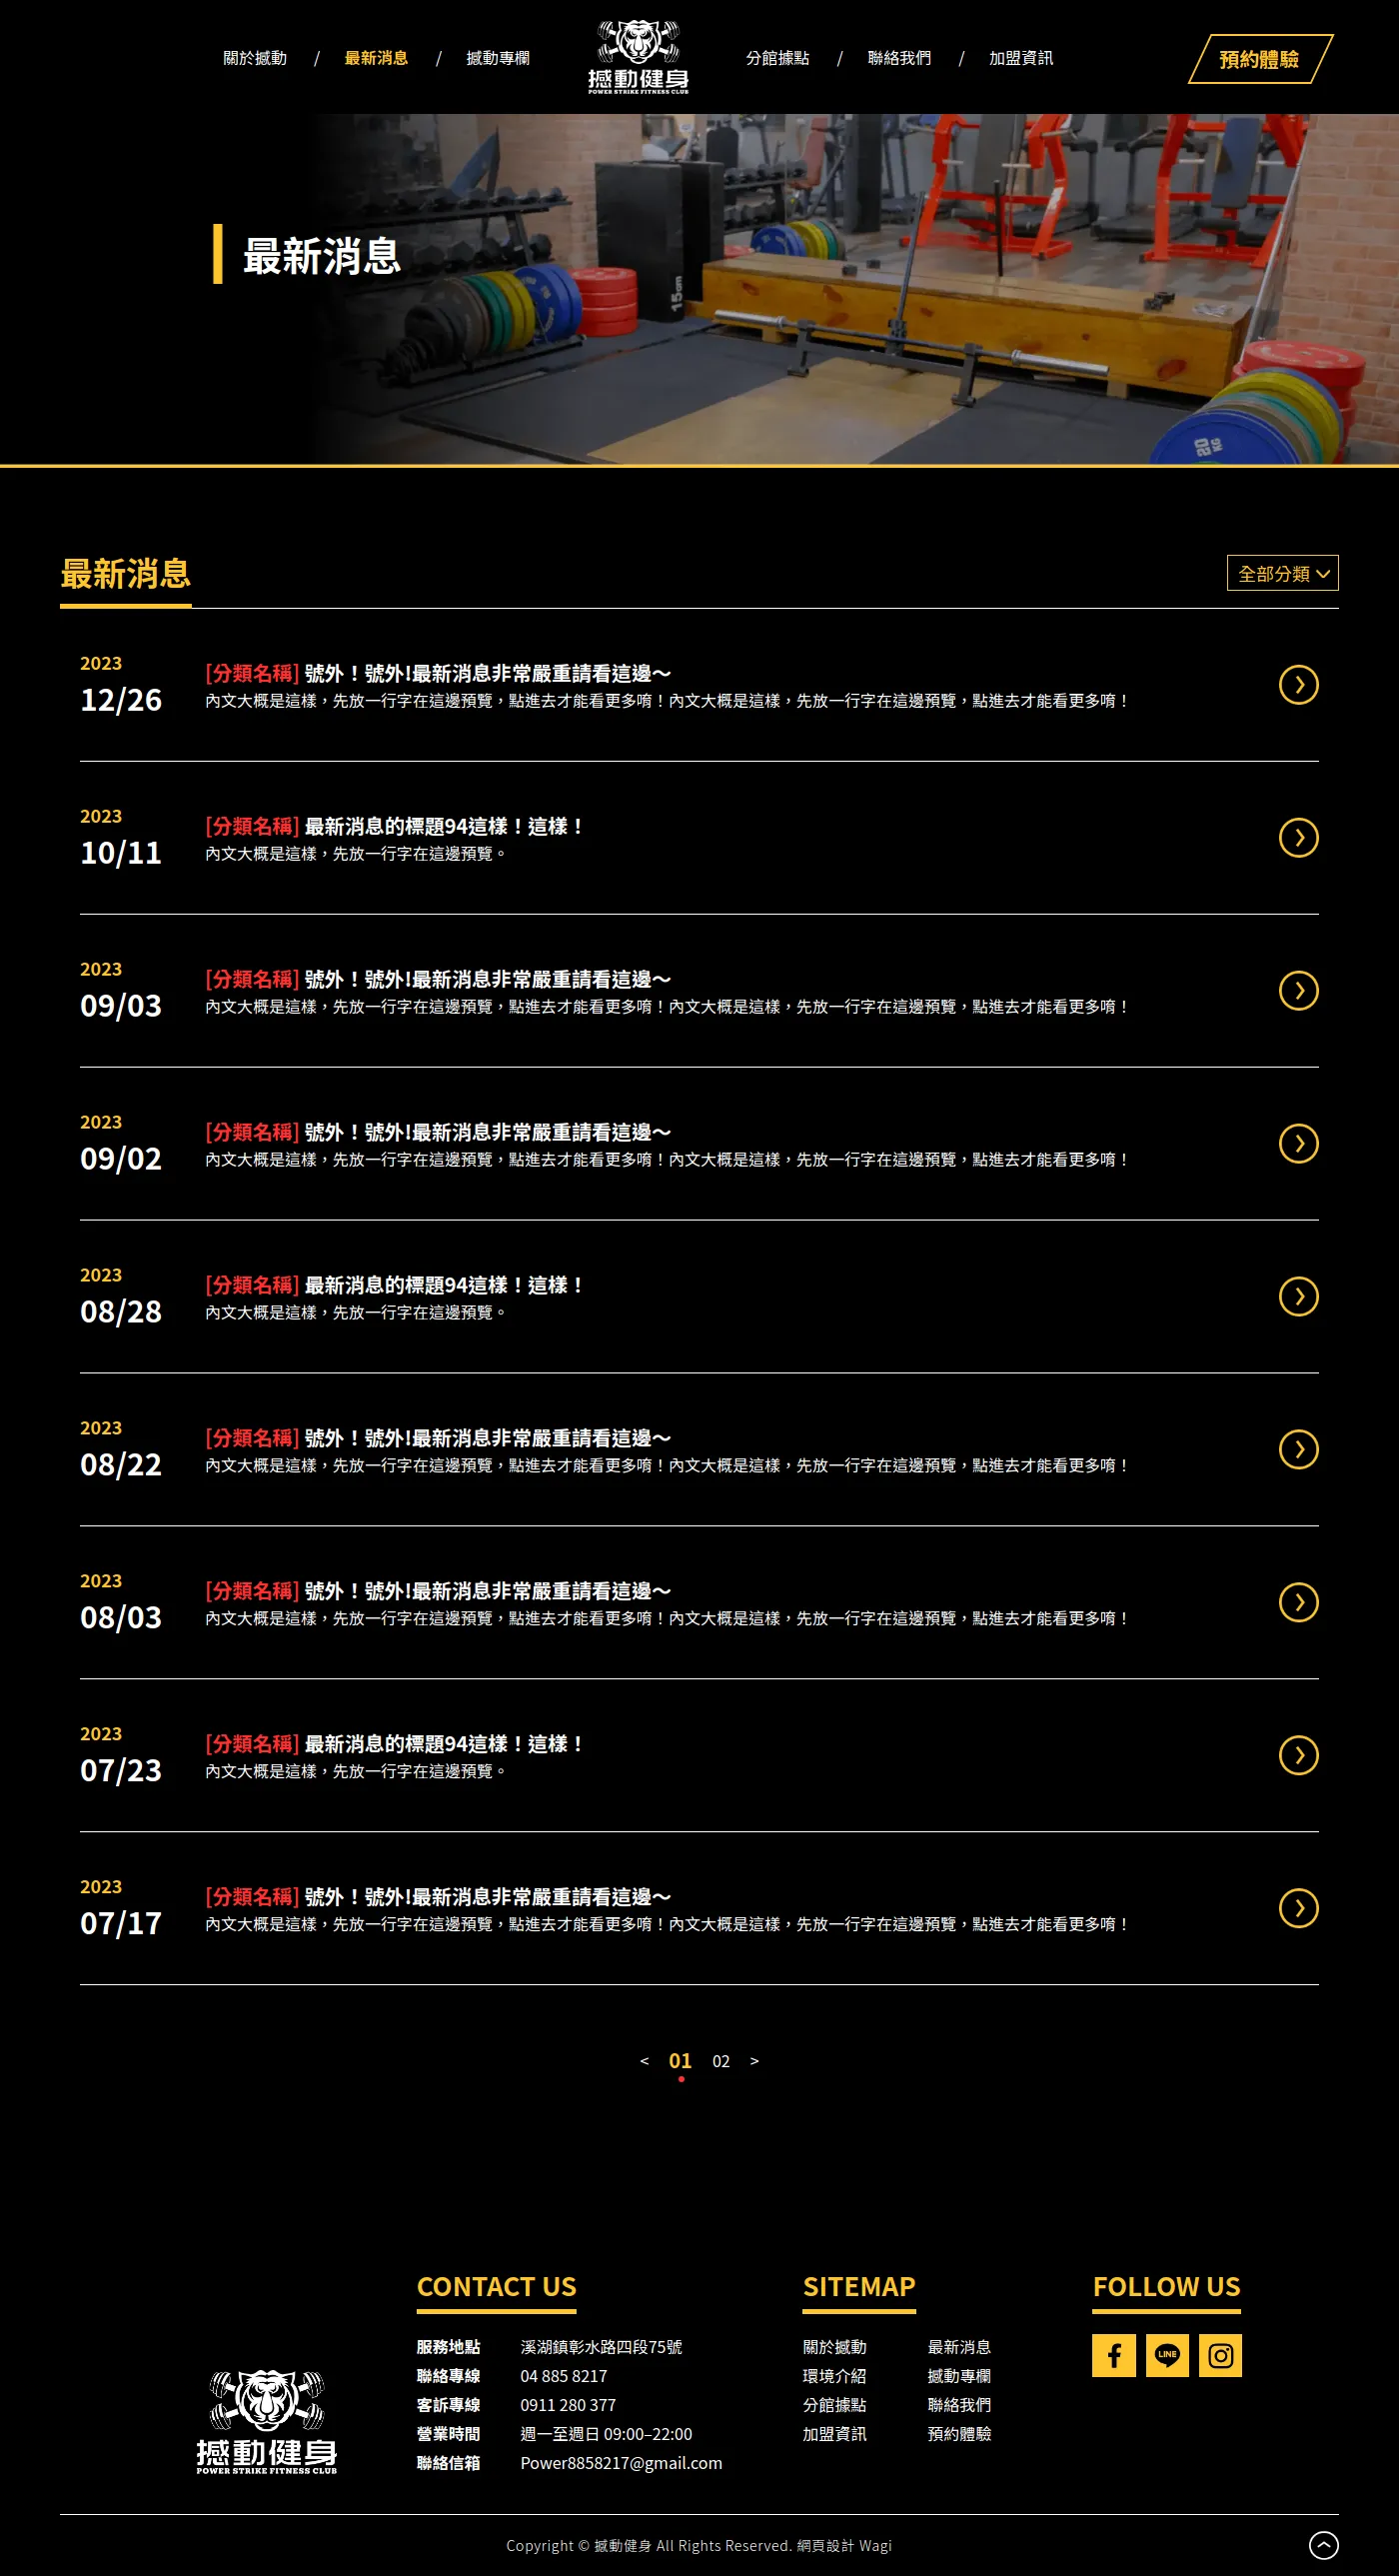 關於撼動 / 最新消息 / 撼動專欄
撼動健身
POWER STRIKE FITNESS CLUB
分館據點 / 聯絡我們 / 加盟資訊
預約體驗
最新消息
15cm
20 KG
最新消息
全部分類
2023
12/26
[分類名稱] 號外！號外!最新消息非常嚴重請看這邊～
內文大概是這樣，先放一行字在這邊預覽，點進去才能看更多唷！內文大概是這樣，先放一行字在這邊預覽，點進去才能看更多唷！
2023
10/11
[分類名稱] 最新消息的標題94這樣！這樣！
內文大概是這樣，先放一行字在這邊預覽。
2023
09/03
[分類名稱] 號外！號外!最新消息非常嚴重請看這邊～
內文大概是這樣，先放一行字在這邊預覽，點進去才能看更多唷！內文大概是這樣，先放一行字在這邊預覽，點進去才能看更多唷！
2023
09/02
[分類名稱] 號外！號外!最新消息非常嚴重請看這邊～
內文大概是這樣，先放一行字在這邊預覽，點進去才能看更多唷！內文大概是這樣，先放一行字在這邊預覽，點進去才能看更多唷！
2023
08/28
[分類名稱] 最新消息的標題94這樣！這樣！
內文大概是這樣，先放一行字在這邊預覽。
2023
08/22
[分類名稱] 號外！號外!最新消息非常嚴重請看這邊～
內文大概是這樣，先放一行字在這邊預覽，點進去才能看更多唷！內文大概是這樣，先放一行字在這邊預覽，點進去才能看更多唷！
2023
08/03
[分類名稱] 號外！號外!最新消息非常嚴重請看這邊～
內文大概是這樣，先放一行字在這邊預覽，點進去才能看更多唷！內文大概是這樣，先放一行字在這邊預覽，點進去才能看更多唷！
2023
07/23
[分類名稱] 最新消息的標題94這樣！這樣！
內文大概是這樣，先放一行字在這邊預覽。
2023
07/17
[分類名稱] 號外！號外!最新消息非常嚴重請看這邊～
內文大概是這樣，先放一行字在這邊預覽，點進去才能看更多唷！內文大概是這樣，先放一行字在這邊預覽，點進去才能看更多唷！
< 01 02 >
撼動健身
POWER STRIKE FITNESS CLUB
CONTACT US
服務地點 溪湖鎮彰水路四段75號
聯絡專線 04 885 8217
客訴專線 0911 280 377
營業時間 週一至週日 09:00–22:00
聯絡信箱 Power8858217@gmail.com
SITEMAP
關於撼動 最新消息
環境介紹 撼動專欄
分館據點 聯絡我們
加盟資訊 預約體驗
FOLLOW US
LINE
Copyright © 撼動健身 All Rights Reserved. 網頁設計 Wagi